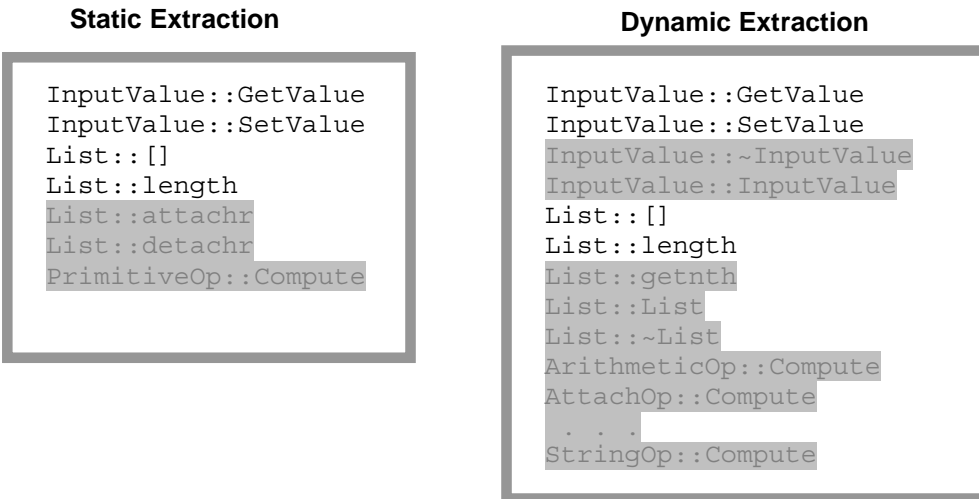 Static Extraction
InputValue::GetValue
InputValue::SetValue
List::[]
List::length
List::attachr
List::detachr
PrimitiveOp::Compute
Dynamic Extraction
InputValue::GetValue
InputValue::SetValue
InputValue::~InputValue
InputValue::InputValue
List::[]
List::length
List::getnth
List::List
List::~List
ArithmeticOp::Compute
AttachOp::Compute
. . .
StringOp::Compute